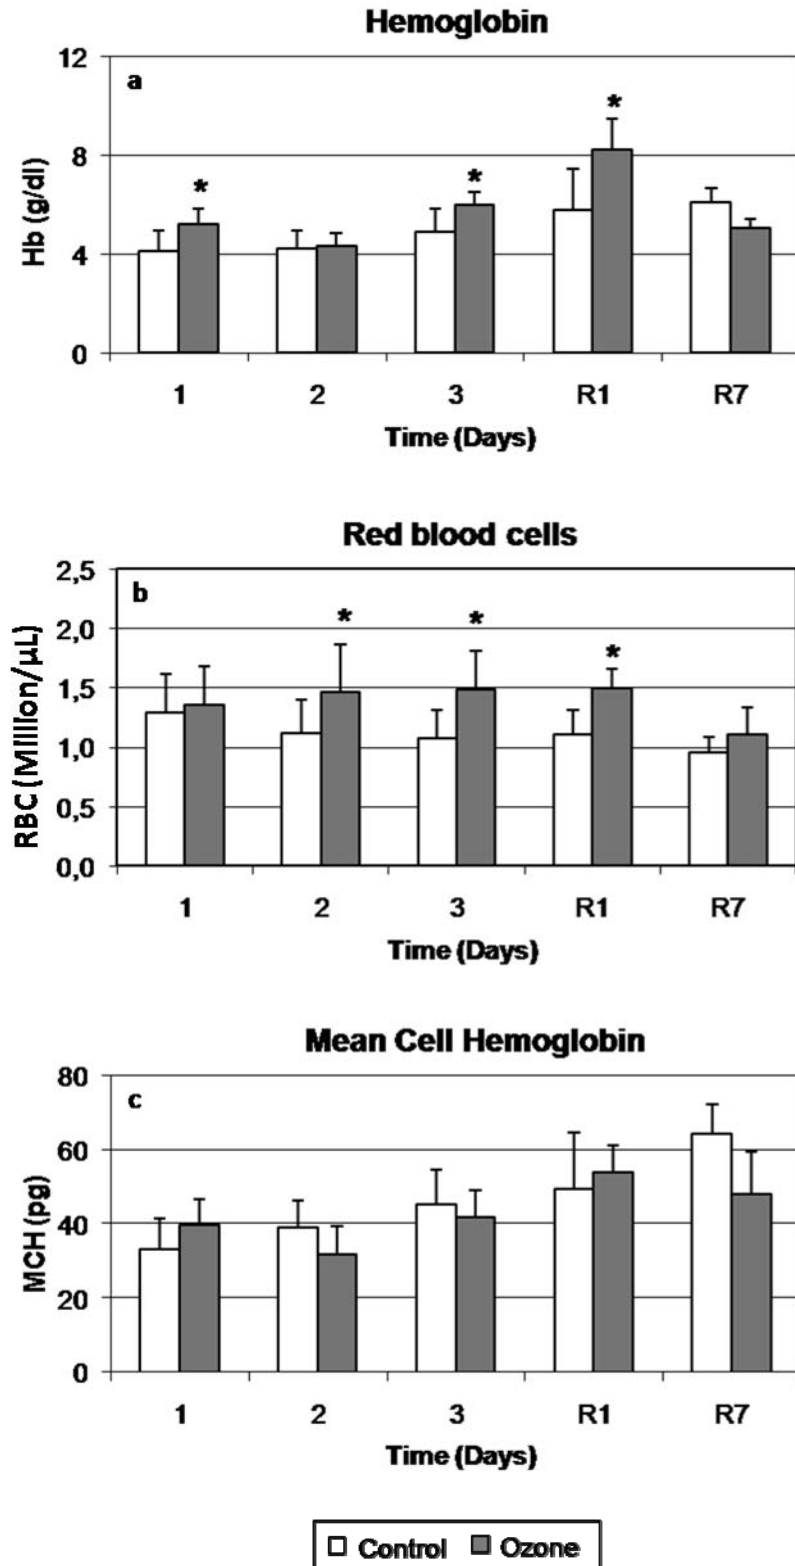 Hemoglobin
a
12
8
4
0
Hb (g/dl)
*
*
*
1 2 3 R1 R7
Time (Days)
Red blood cells
b
2,5
2,0
1,5
1,0
0,5
0,0
RBC (Million/µL)
*
*
*
1 2 3 R1 R7
Time (Days)
Mean Cell Hemoglobin
c
80
60
40
20
0
MCH (pg)
1 2 3 R1 R7
Time (Days)
Control Ozone